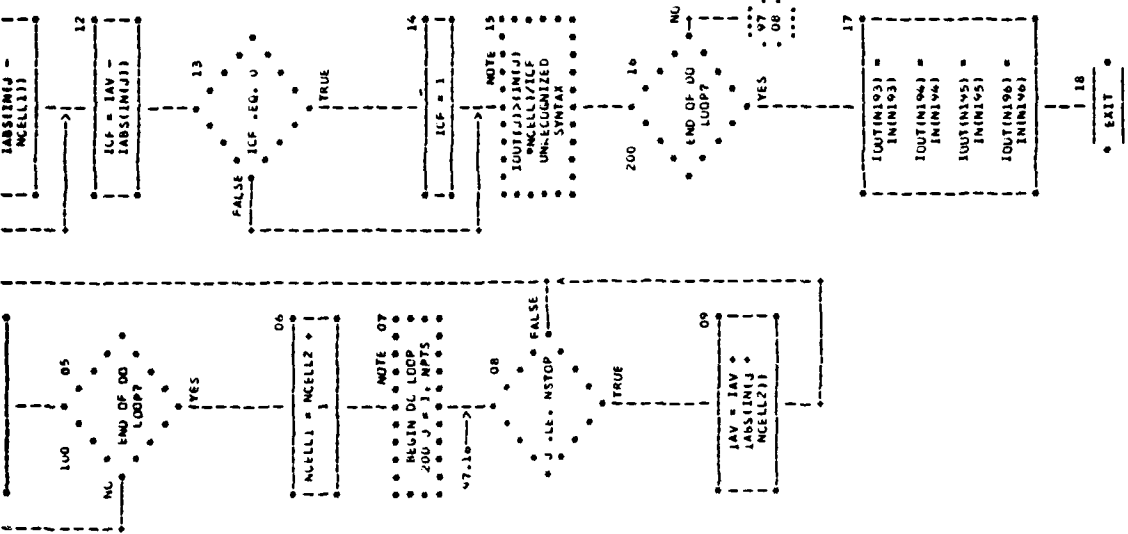 100 05
END OF DO
LOOP?
NO
YES
06
NCELL1 = NCELL2 +
1
NOTE 07
BEGIN DO LOOP
200 J = 1, NPTS
97.16--->
08
J .LE. NSTOP
FALSE
TRUE
09
IAV = IAV +
IABS(IN(J +
NCELL2))
IABS(IN(J -
NCELL1))
12
ICF = IAV -
IABS(IN(J))
13
ICF .EQ. 0
FALSE
TRUE
14
ICF = 1
NOTE 15
IOUT(J)>(IN(J)
*NCELL)/ICF
UNRECOGNIZED
SYNTAX
200 16
END OF DO
LOOP?
NO
97
08
YES
17
IOUT(N193) =
IN(N193)
IOUT(N194) =
IN(N194)
IOUT(N195) =
IN(N195)
IOUT(N196) =
IN(N196)
18
EXIT